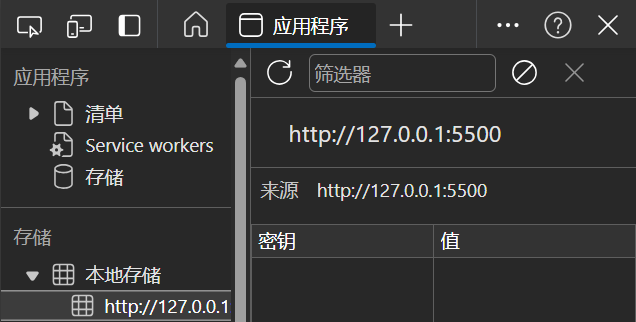 应用程序
应用程序
清单
Service workers
存储
存储
本地存储
http://127.0.0.1
筛选器
http://127.0.0.1:5500
来源 http://127.0.0.1:5500
密钥 值